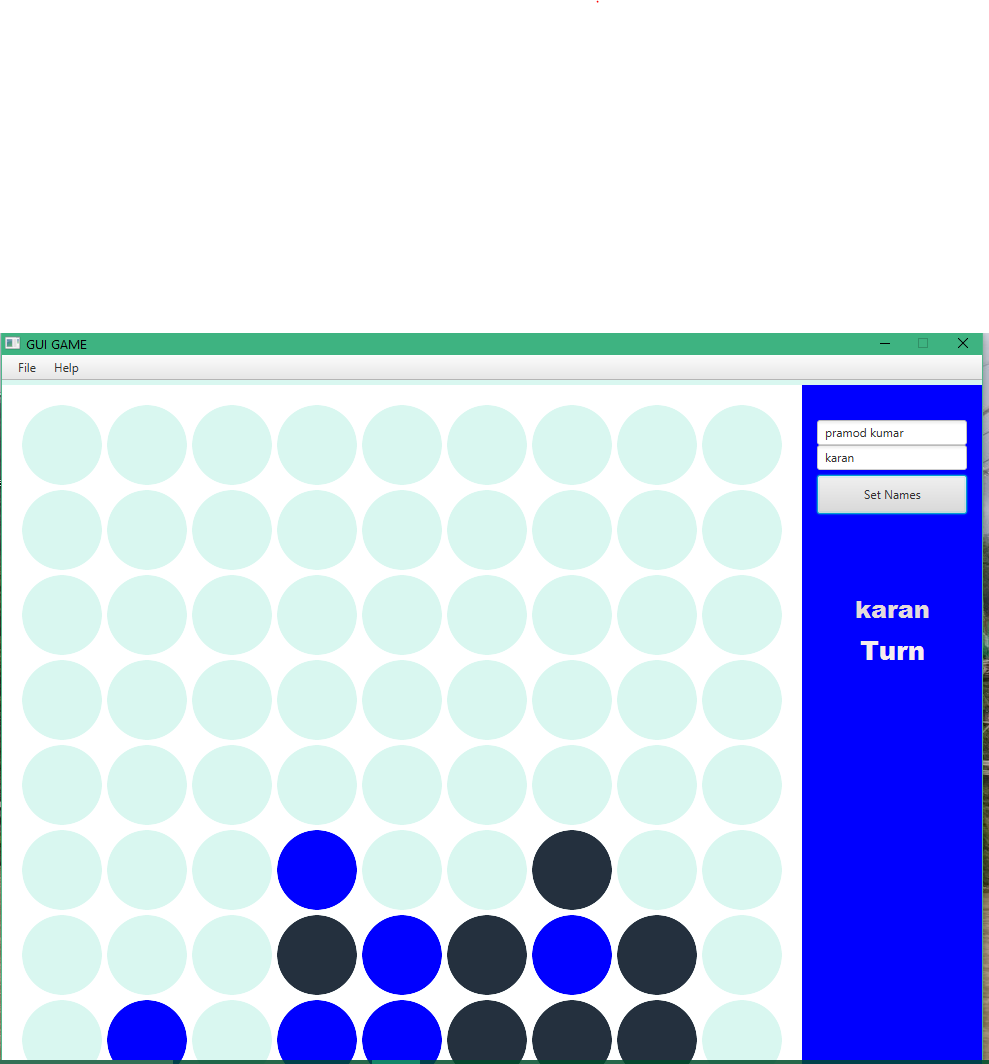 GUI GAME
File Help
pramod kumar
karan
Set Names
karan
Turn